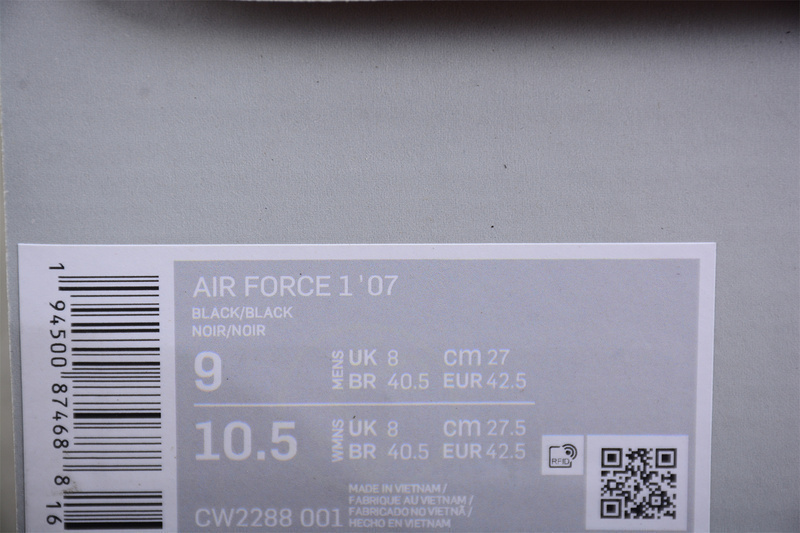 1 94500 87468 8 16
AIR FORCE 1 '07
BLACK/BLACK
NOIR/NOIR
9 MENS UK 8 cm 27
BR 40.5 EUR 42.5
10.5 WMNS UK 8 cm 27.5
BR 40.5 EUR 42.5
RFID
MADE IN VIETNAM /
FABRIQUE AU VIETNAM /
FABRICADO NO VIETNÃ /
HECHO EN VIETNAM
CW2288 001